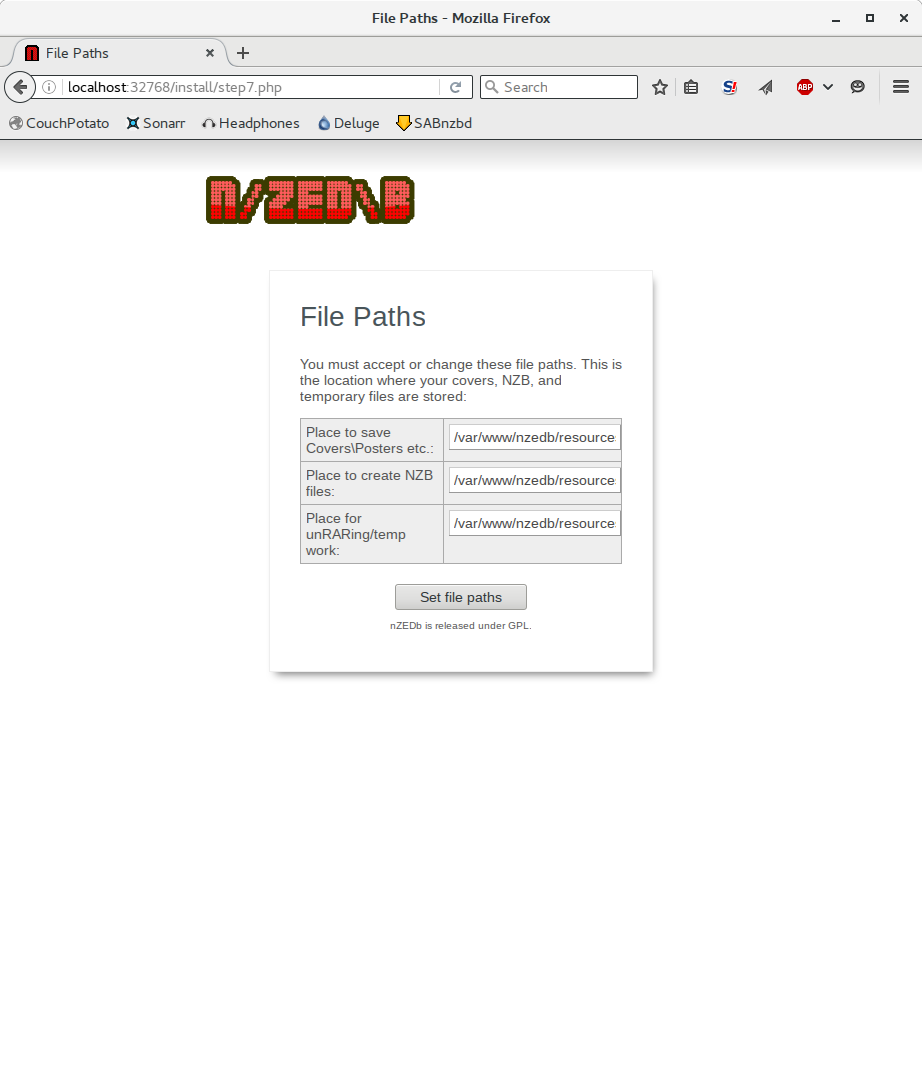 File Paths - Mozilla Firefox
File Paths
localhost:32768/install/step7.php
Search
S!
ABP
CouchPotato
Sonarr
Headphones
Deluge
SABnzbd
n/ZED\B
File Paths
You must accept or change these file paths. This is
the location where your covers, NZB, and
temporary files are stored:
Place to save
Covers\Posters etc.:
/var/www/nzedb/resource
Place to create NZB
files:
/var/www/nzedb/resource
Place for
unRARing/temp
work:
/var/www/nzedb/resource
Set file paths
nZEDb is released under GPL.